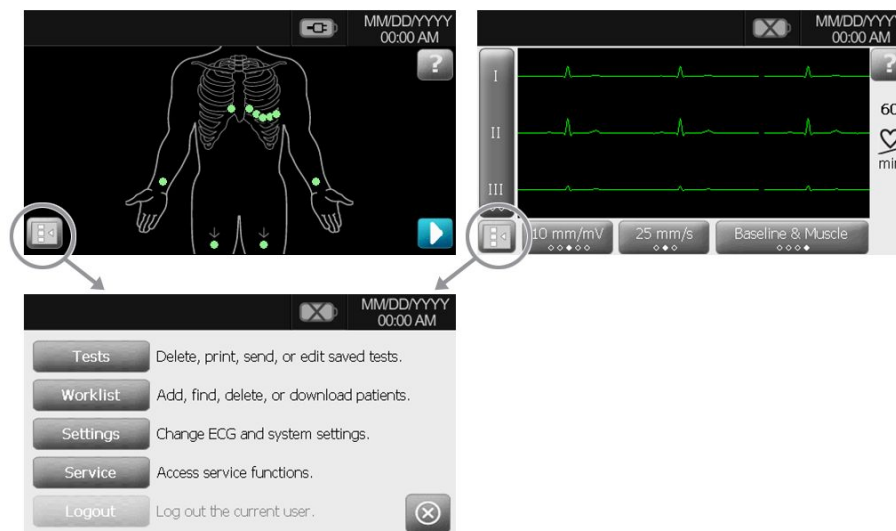 MM/DD/YYYY
00:00 AM
?
MM/DD/YYYY
00:00 AM
?
I
II
III
60
min
10 mm/mV
25 mm/s
Baseline & Muscle
MM/DD/YYYY
00:00 AM
Tests Delete, print, send, or edit saved tests.
Worklist Add, find, delete, or download patients.
Settings Change ECG and system settings.
Service Access service functions.
Logout Log out the current user.